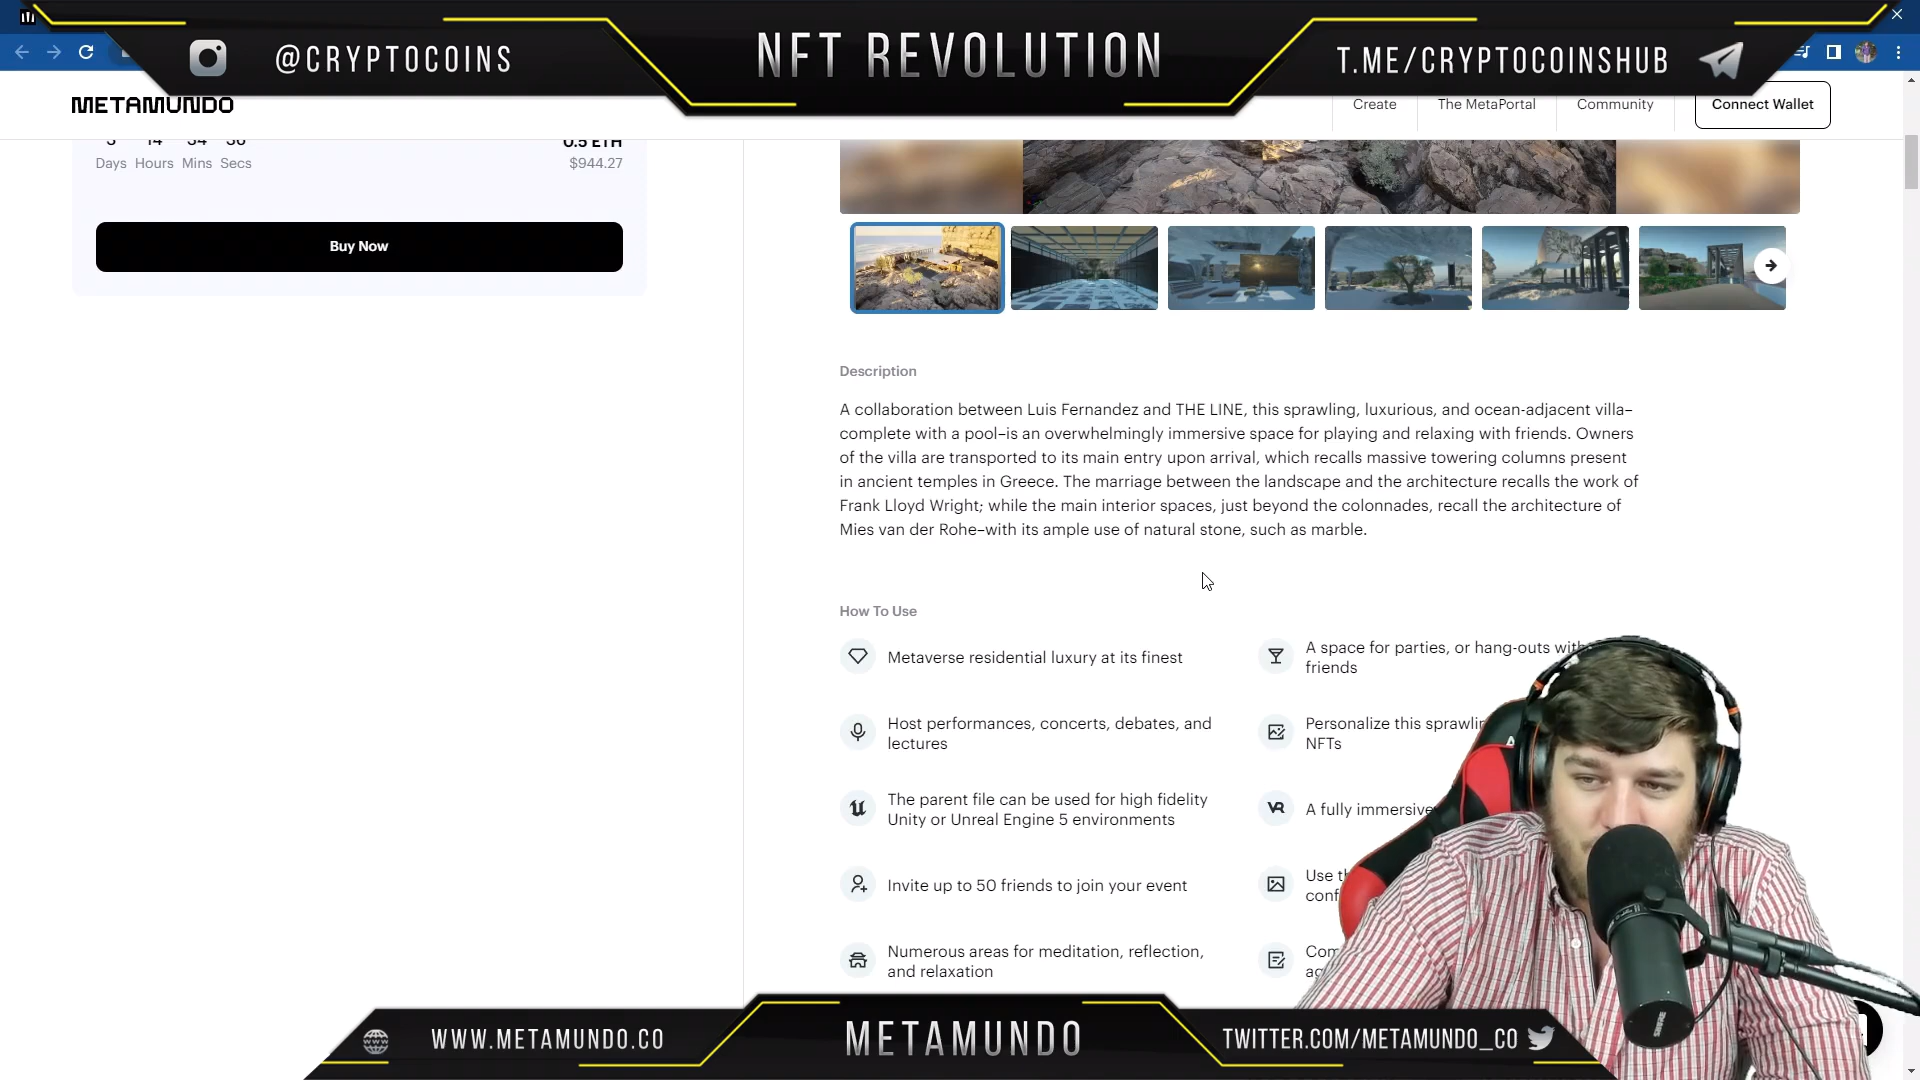 @CRYPTOCOINS
NFT REVOLUTION
T.ME/CRYPTOCOINSHUB
METAMUNDO
Create
The MetaPortal
Community
Connect Wallet
0.5 ETH
Days Hours Mins Secs
$944.27
Buy Now
Description
A collaboration between Luis Fernandez and THE LINE, this sprawling, luxurious, and ocean-adjacent villa–
complete with a pool–is an overwhelmingly immersive space for playing and relaxing with friends. Owners
of the villa are transported to its main entry upon arrival, which recalls massive towering columns present
in ancient temples in Greece. The marriage between the landscape and the architecture recalls the work of
Frank Lloyd Wright; while the main interior spaces, just beyond the colonnades, recall the architecture of
Mies van der Rohe–with its ample use of natural stone, such as marble.
How To Use
Metaverse residential luxury at its finest
A space for parties, or hang-outs with
friends
Host performances, concerts, debates, and
lectures
Personalize this
NFTs
The parent file can be used for high fidelity
Unity or Unreal Engine 5 environments
VR
A fully immersive
Invite up to 50 friends to join your event
Use
Numerous areas for meditation, reflection,
and relaxation
WWW.METAMUNDO.CO
METAMUNDO
TWITTER.COM/METAMUNDO_CO